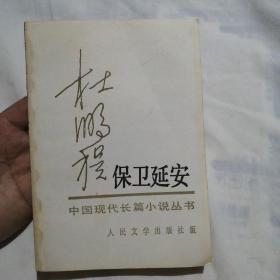 杜鹏程
保卫延安
中国现代长篇小说丛书
人民文学出版社版